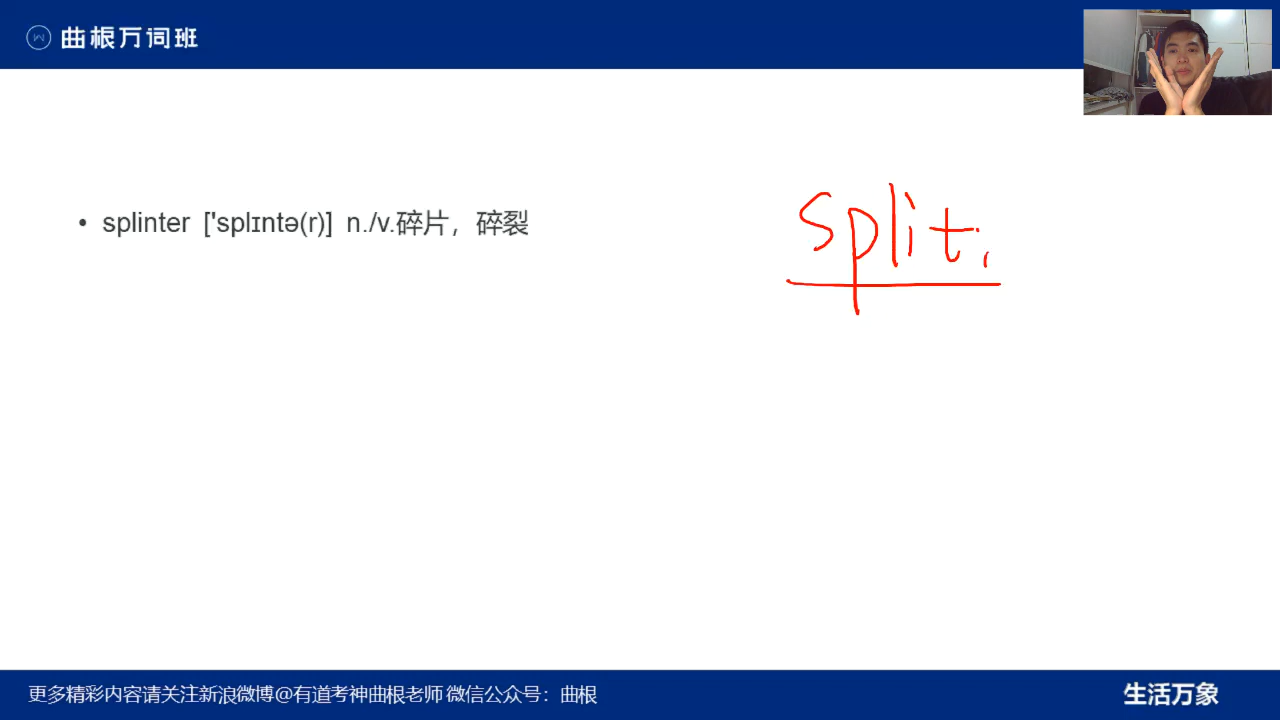 曲根万词班
• splinter ['splɪntə(r)] n./v.碎片，碎裂
split,
更多精彩内容请关注新浪微博@有道考神曲根老师 微信公众号：曲根
生活万象